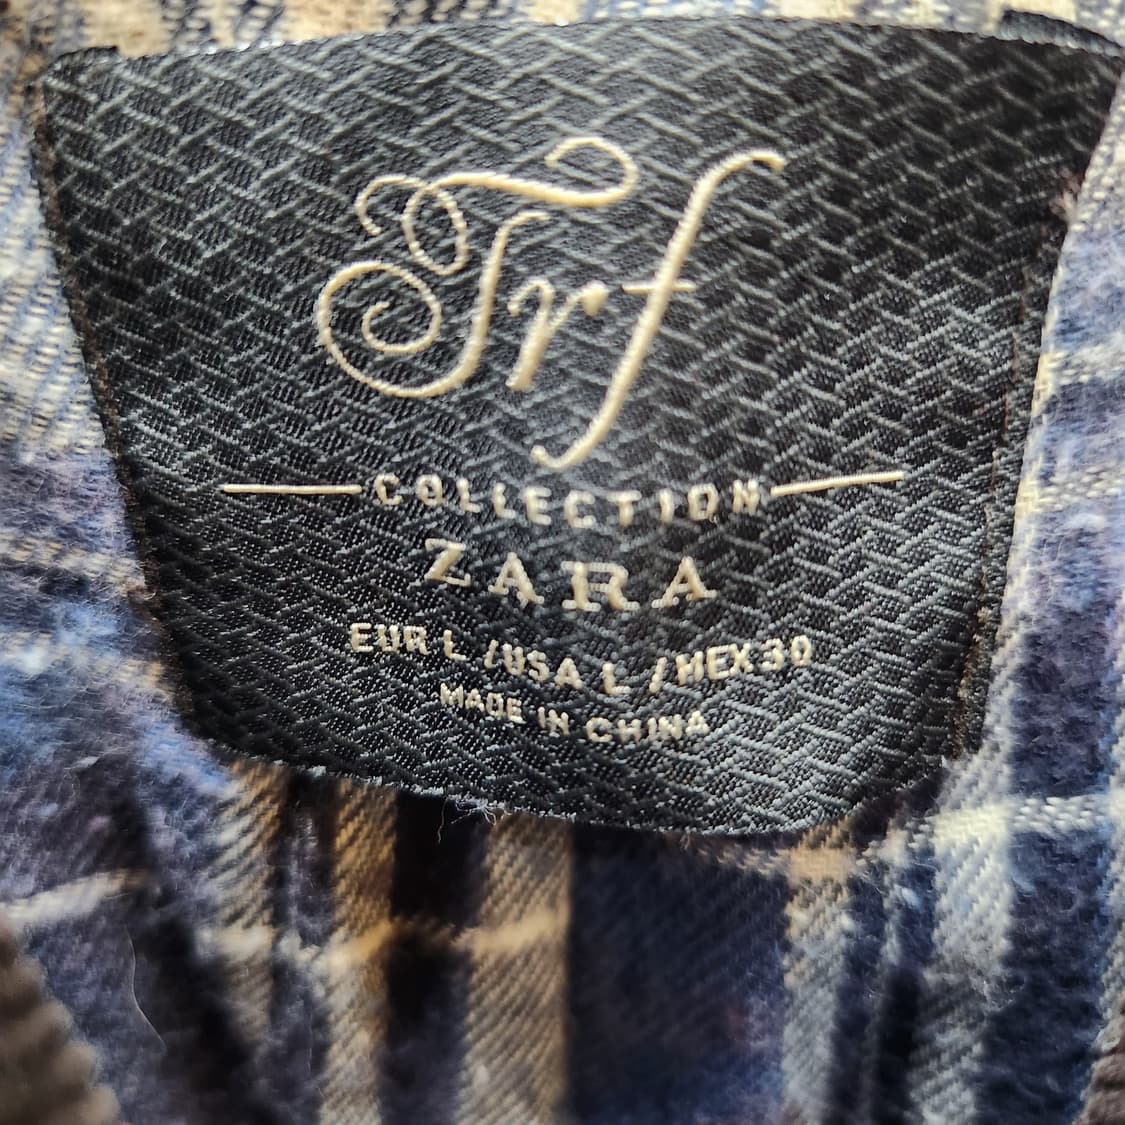 Trf
COLLECTION
ZARA
EUR L / USA L / MEX 30
MADE IN CHINA